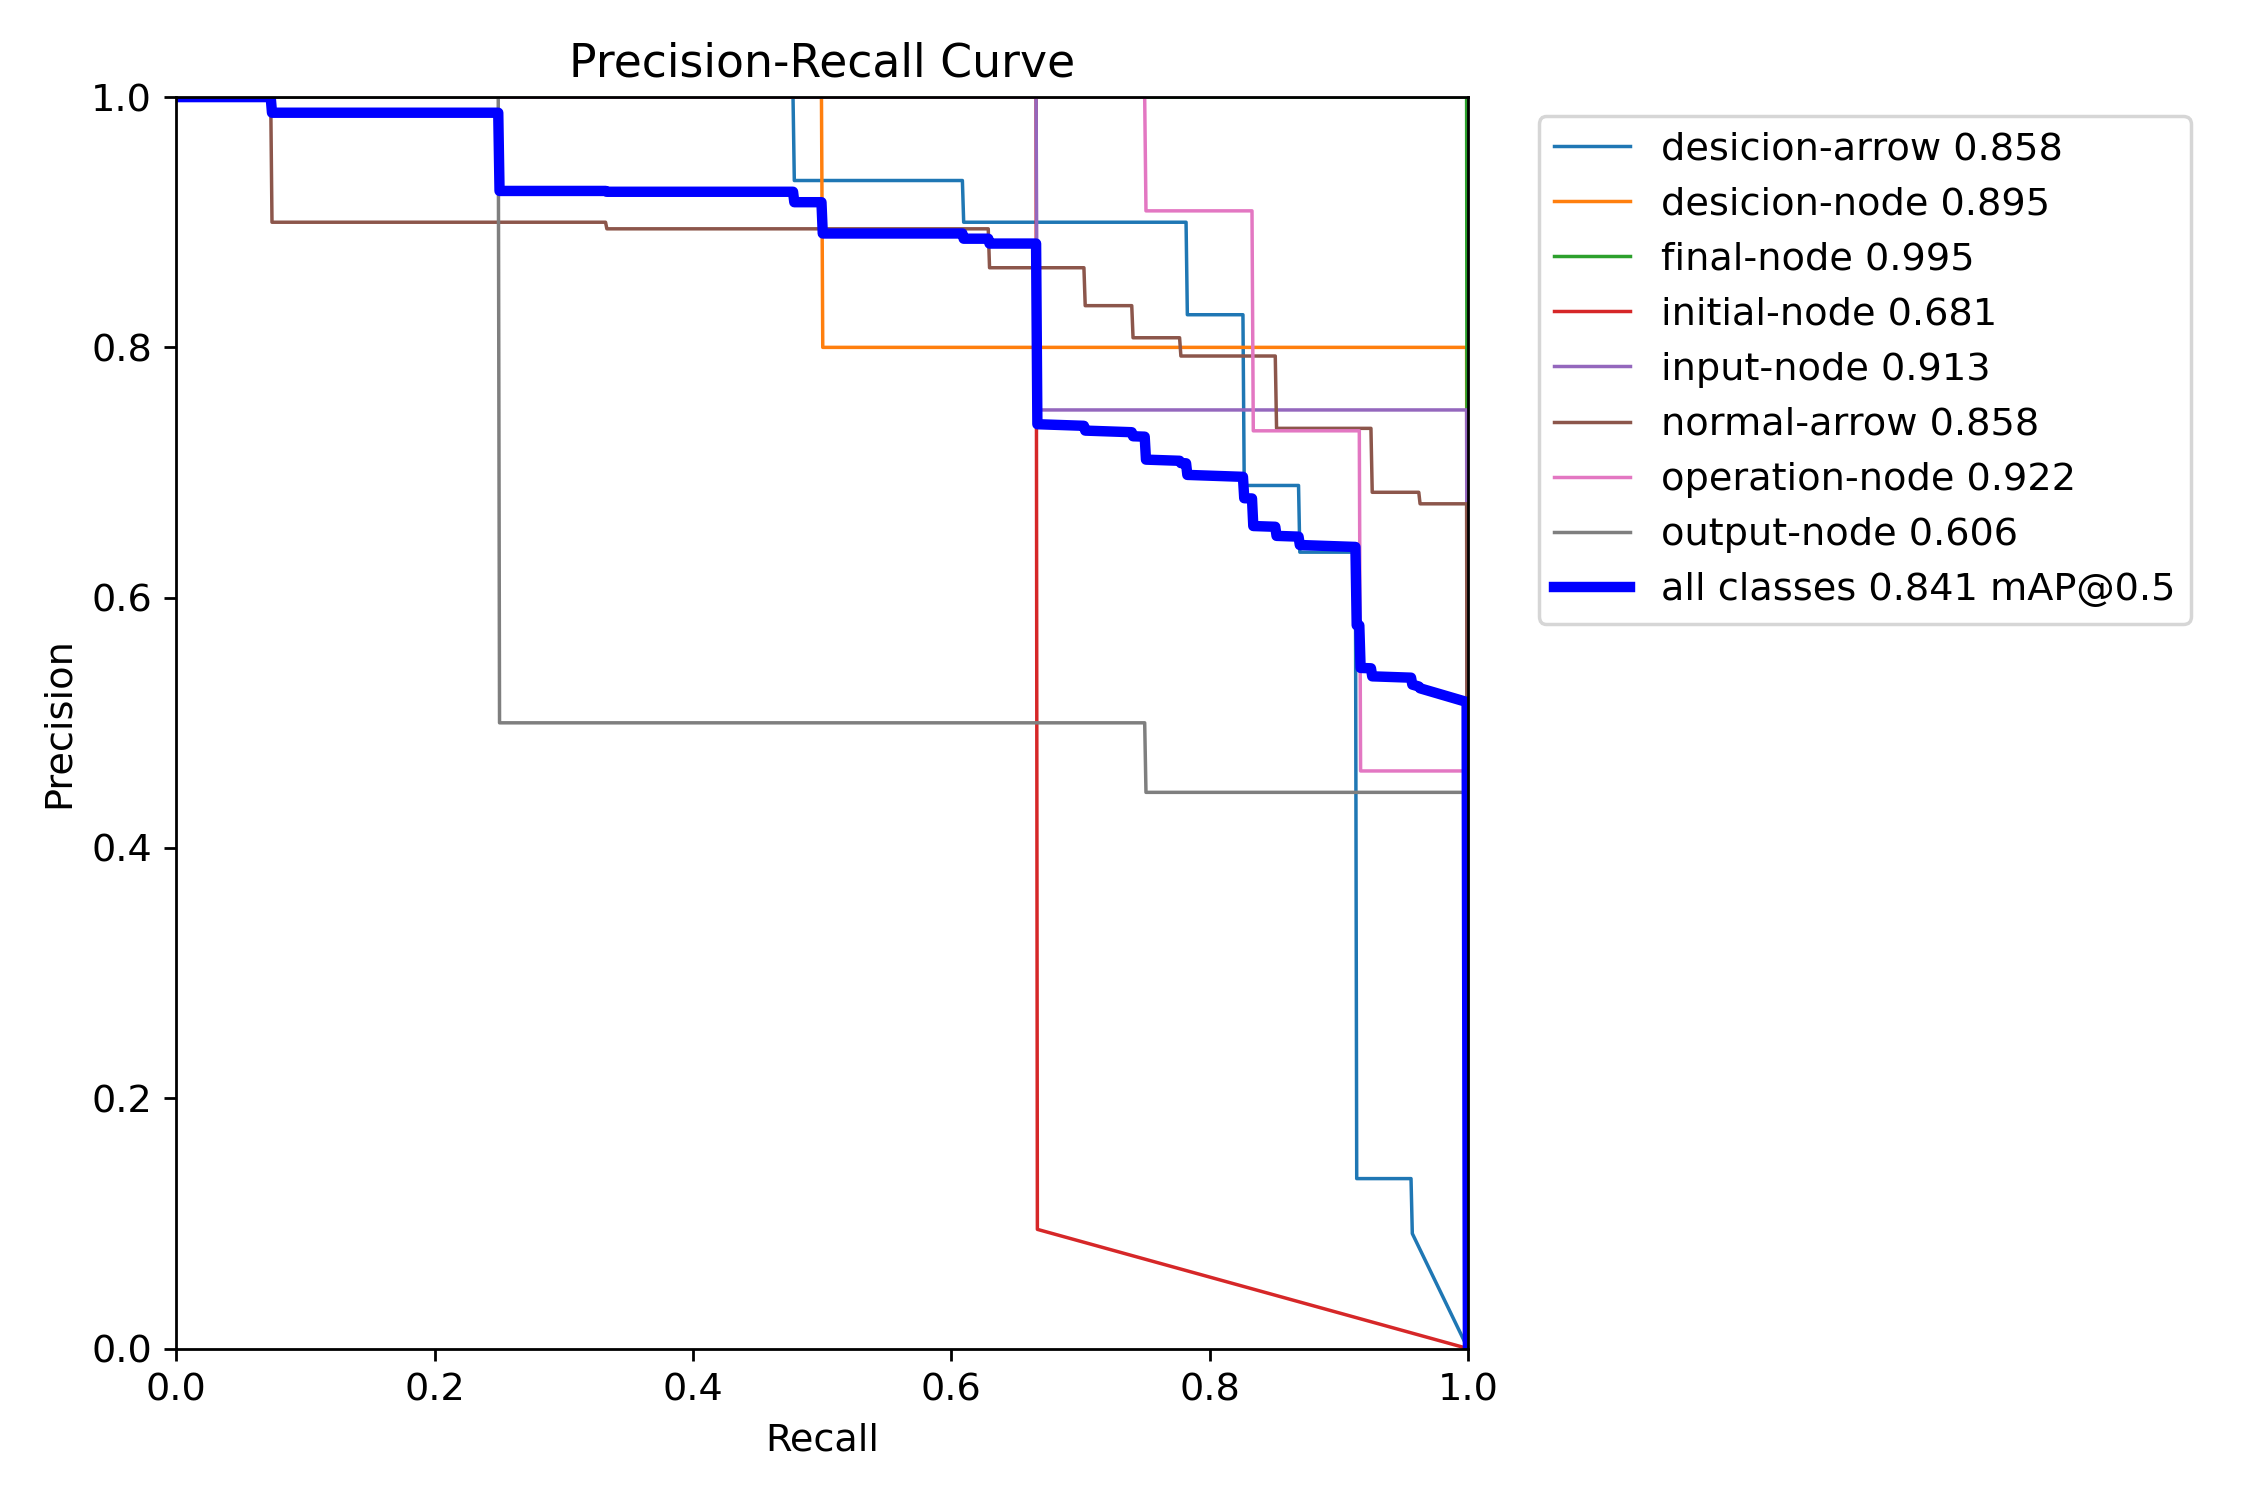 Precision-Recall Curve
1.0
0.8
0.6
0.4
0.2
0.0
Precision
0.0 0.2 0.4 0.6 0.8 1.0
Recall
desicion-arrow 0.858
desicion-node 0.895
final-node 0.995
initial-node 0.681
input-node 0.913
normal-arrow 0.858
operation-node 0.922
output-node 0.606
all classes 0.841 mAP@0.5